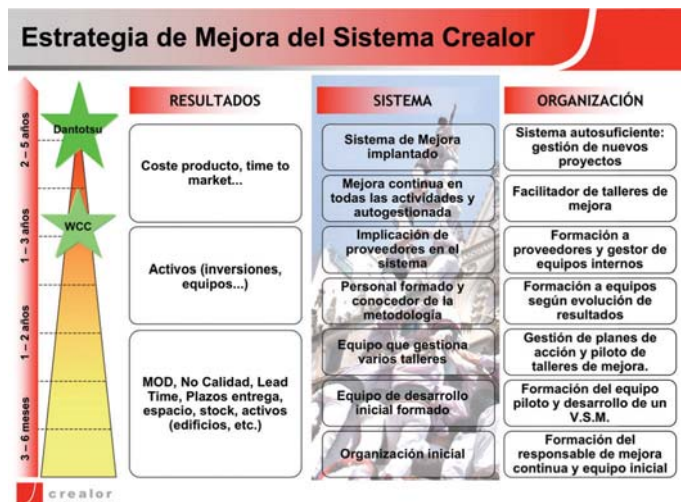 Estrategia de Mejora del Sistema Crealor
RESULTADOS
SISTEMA
ORGANIZACIÓN
2 – 5 años
1 – 3 años
1 – 2 años
3 – 6 meses
Dantotsu
WCC
Coste producto, time to
market...
Activos (inversiones,
equipos...)
MOD, No Calidad, Lead
Time, Plazos entrega,
espacio, stock, activos
(edificios, etc.)
Sistema de Mejora
implantado
Mejora continua en
todas las actividades y
autogestionada
Implicación de
proveedores en el
sistema
Personal formado y
conocedor de la
metodología
Equipo que gestiona
varios talleres
Equipo de desarrollo
inicial formado
Organización inicial
Sistema autosuficiente:
gestión de nuevos
proyectos
Facilitador de talleres de
mejora
Formación a
proveedores y gestor de
equipos internos
Formación a equipos
según evolución de
resultados
Gestión de planes de
acción y piloto de
talleres de mejora.
Formación del equipo
piloto y desarrollo de un
V.S.M.
Formación del
responsable de mejora
continua y equipo inicial
crealor